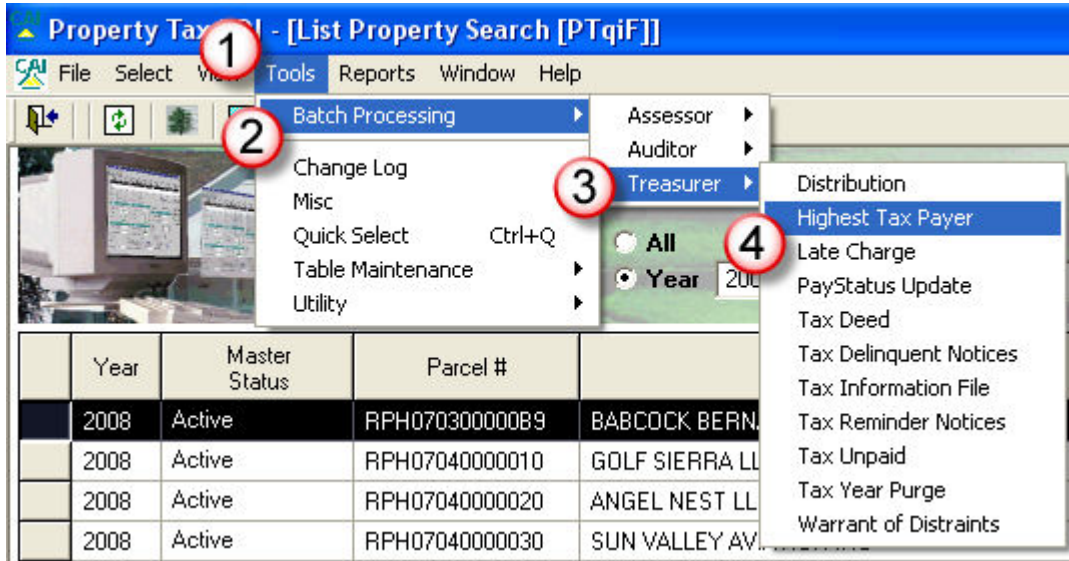 CAI Property Tax - [List Property Search [PTqiF]]
1
CAI File Select Tools Reports Window Help
Batch Processing
2
Change Log
Misc
Quick Select Ctrl+Q
Table Maintenance
Utility
Assessor
Auditor
3 Treasurer
All
Year
Distribution
4 Highest Tax Payer
Late Charge
PayStatus Update
Tax Deed
Tax Delinquent Notices
Tax Information File
Tax Reminder Notices
Tax Unpaid
Tax Year Purge
Warrant of Distraints
Year Master Status Parcel #
2008 Active RPH070300000B9 BABCOCK
2008 Active RPH07040000010 GOLF SIERRA
2008 Active RPH07040000020 ANGEL NEST
2008 Active RPH07040000030 SUN VALLEY